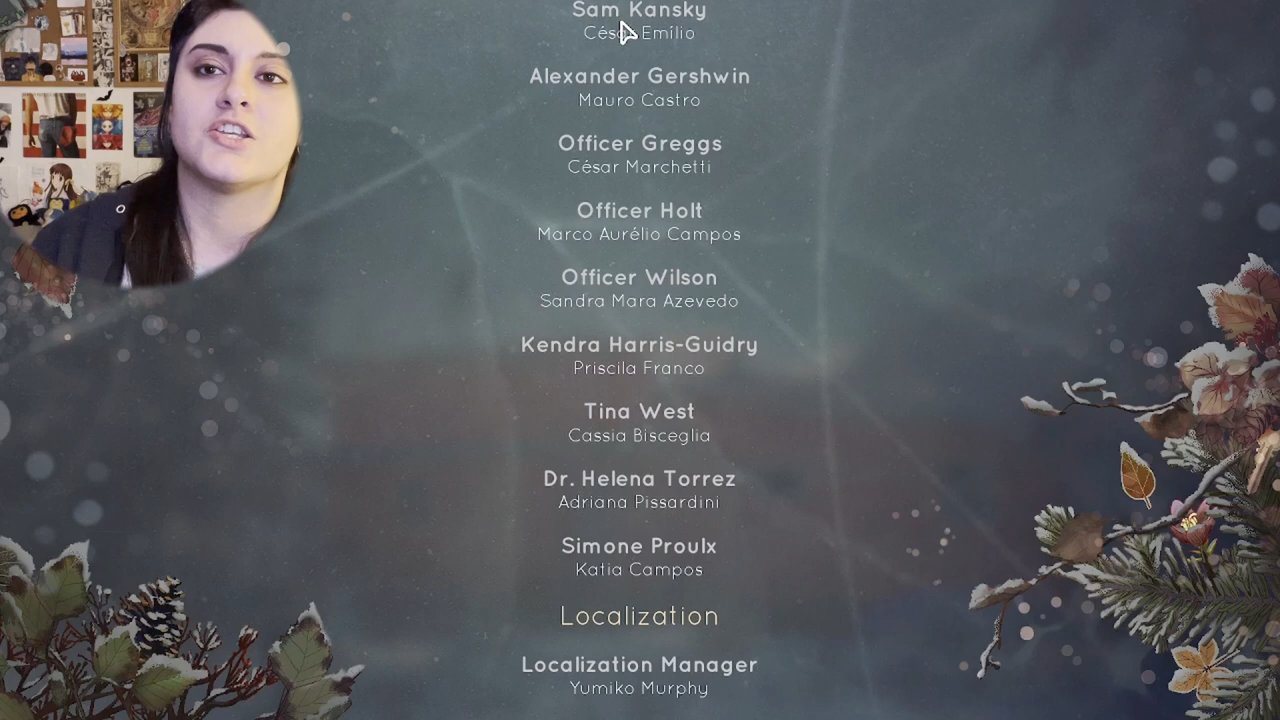 Sam Kansky
César Emílio
Alexander Gershwin
Mauro Castro
Officer Greggs
César Marchetti
Officer Holt
Marco Aurélio Campos
Officer Wilson
Sandra Mara Azevedo
Kendra Harris-Guidry
Priscila Franco
Tina West
Cassia Bisceglia
Dr. Helena Torrez
Adriana Pissardini
Simone Proulx
Katia Campos
Localization
Localization Manager
Yumiko Murphy